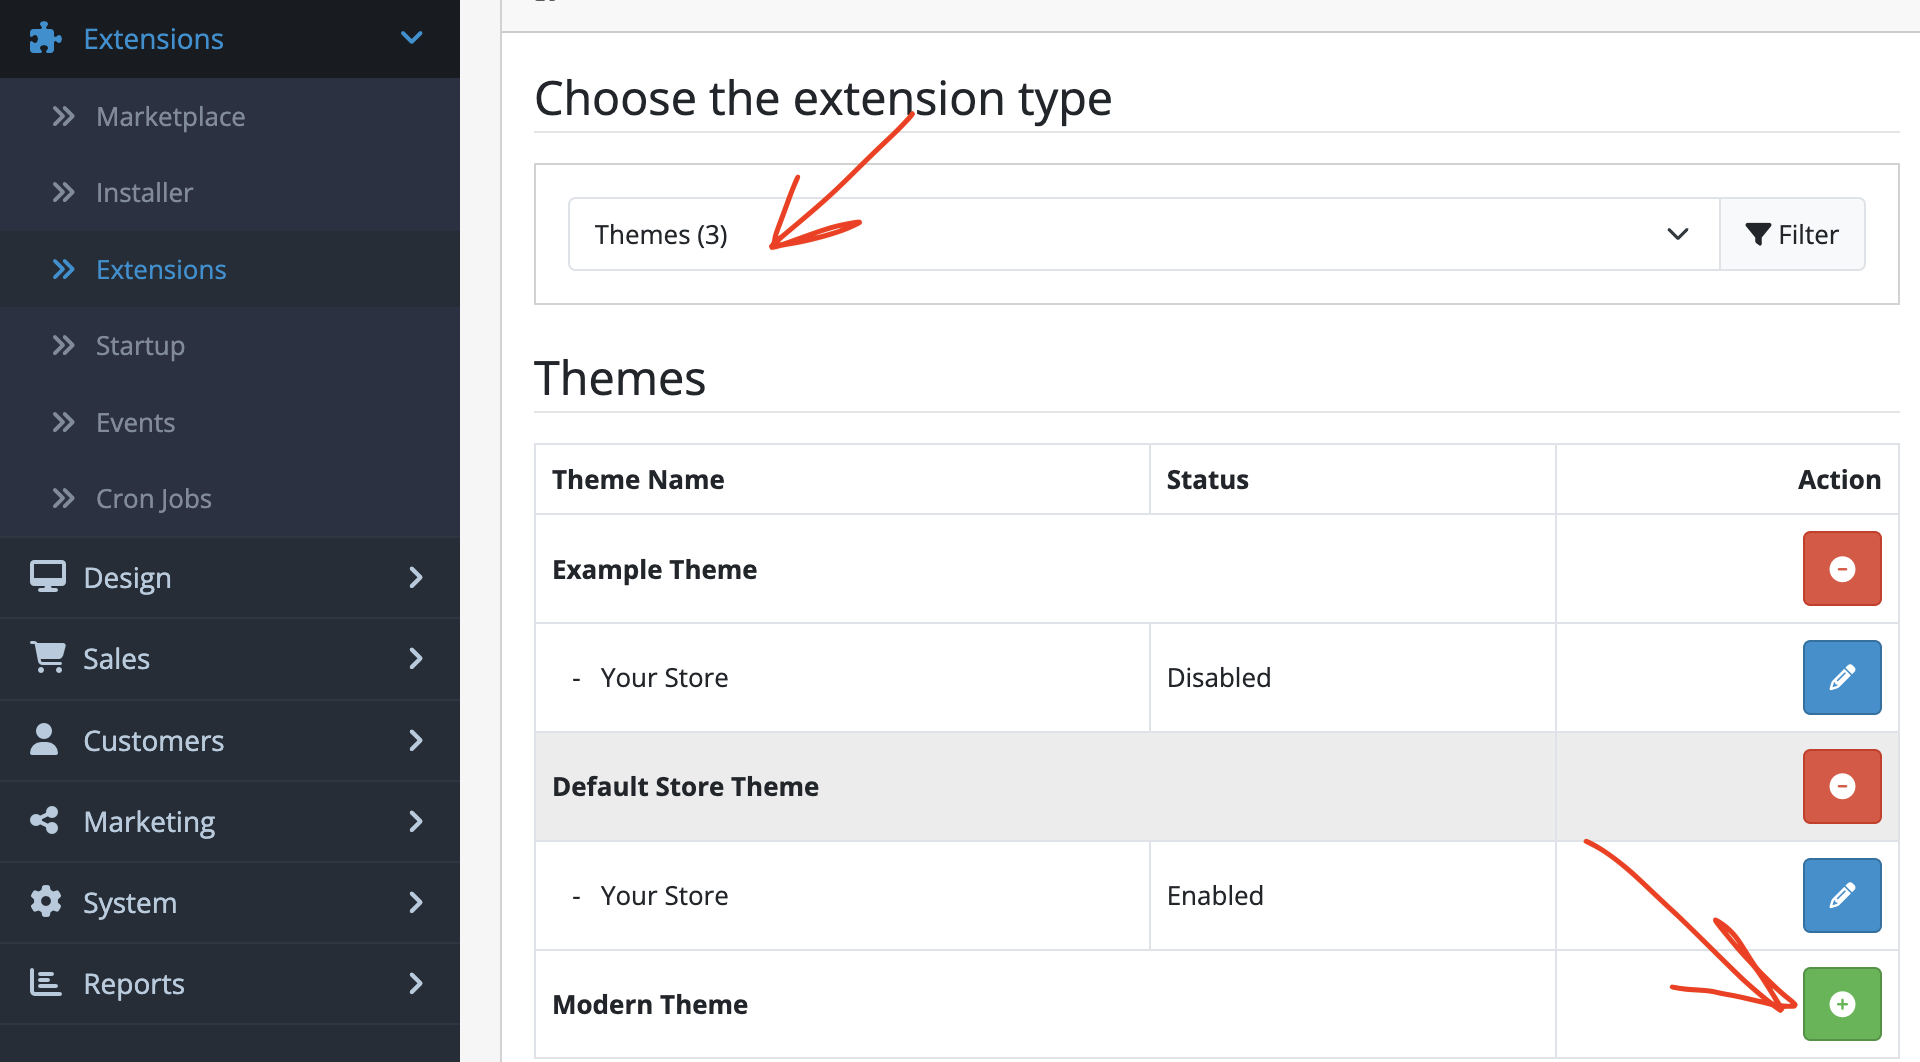 Extensions
Marketplace
Installer
Extensions
Startup
Events
Cron Jobs
Design
Sales
Customers
Marketing
System
Reports
Choose the extension type
Themes (3)
Filter
Themes
Theme Name Status Action
Example Theme
- Your Store Disabled
Default Store Theme
- Your Store Enabled
Modern Theme